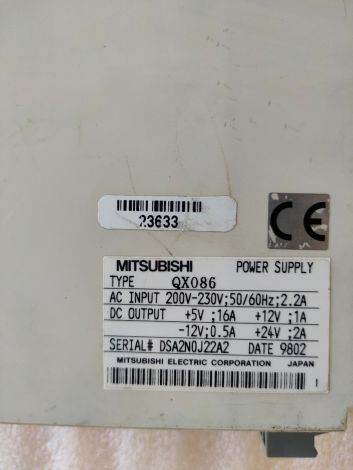 23633
CE
MITSUBISHI POWER SUPPLY
TYPE QX086
AC INPUT 200V-230V;50/60Hz;2.2A
DC OUTPUT +5V ;16A +12V ;1A
-12V;0.5A +24V ;2A
SERIAL# DSA2N0J22A2 DATE 9802
MITSUBISHI ELECTRIC CORPORATION JAPAN
1